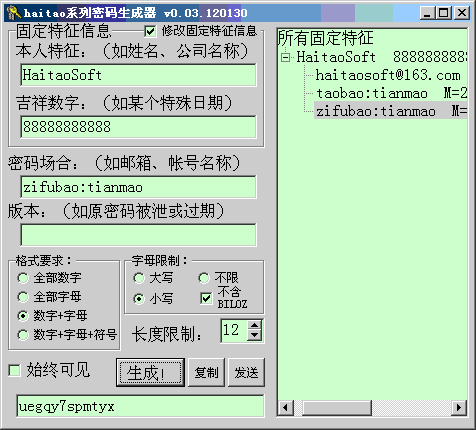 haitao系列密码生成器 v0.03.120130
固定特征信息
修改固定特征信息
本人特征：（如姓名、公司名称）
HaitaoSoft
吉祥数字：（如某个特殊日期）
88888888888
密码场合：（如邮箱、帐号名称）
zifubao:tianmao
版本：（如原密码被泄或过期）
格式要求：
全部数字
全部字母
数字+字母
数字+字母+符号
字母限制：
大写
不限
小写
不含
BILOZ
长度限制：
12
始终可见
生成！
复制
发送
uegqy7spmtyx
所有固定特征
HaitaoSoft 888888888
haitaosoft@163.com
taobao:tianmao M=2
zifubao:tianmao M=